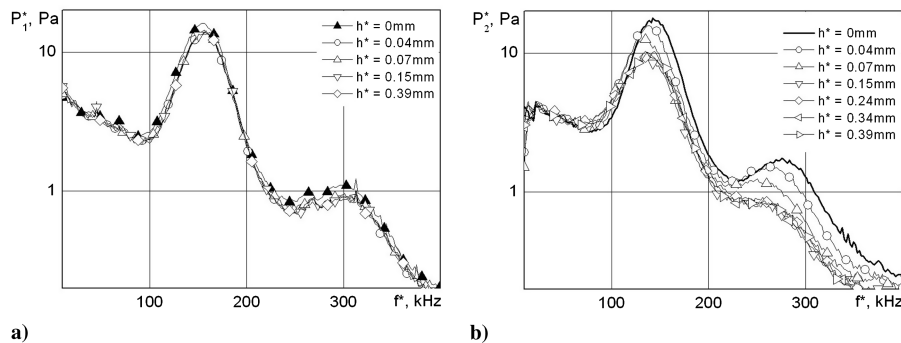 P*1, Pa
10
1
100
200
300
f*, kHz
h* = 0mm
h* = 0.04mm
h* = 0.07mm
h* = 0.15mm
h* = 0.39mm
a)
P*2, Pa
10
1
100
200
300
f*, kHz
h* = 0mm
h* = 0.04mm
h* = 0.07mm
h* = 0.15mm
h* = 0.24mm
h* = 0.34mm
h* = 0.39mm
b)